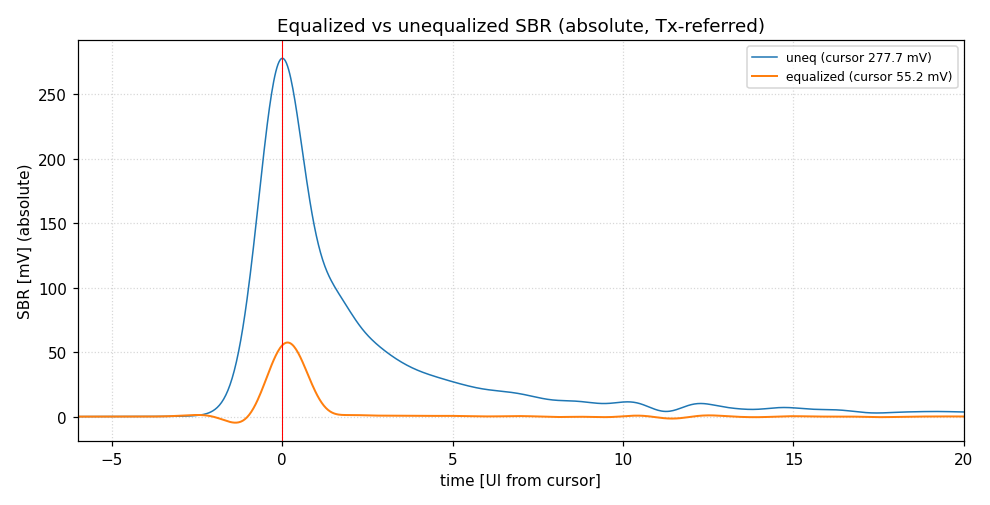 Equalized vs unequalized SBR (absolute, Tx-referred)
uneq (cursor 277.7 mV)
equalized (cursor 55.2 mV)
SBR [mV] (absolute)
250
200
150
100
50
0
−5
0
5
10
15
20
time [UI from cursor]